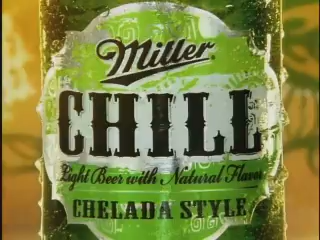 Miller
CHILL
Light Beer with Natural Flavor
CHELADA STYLE